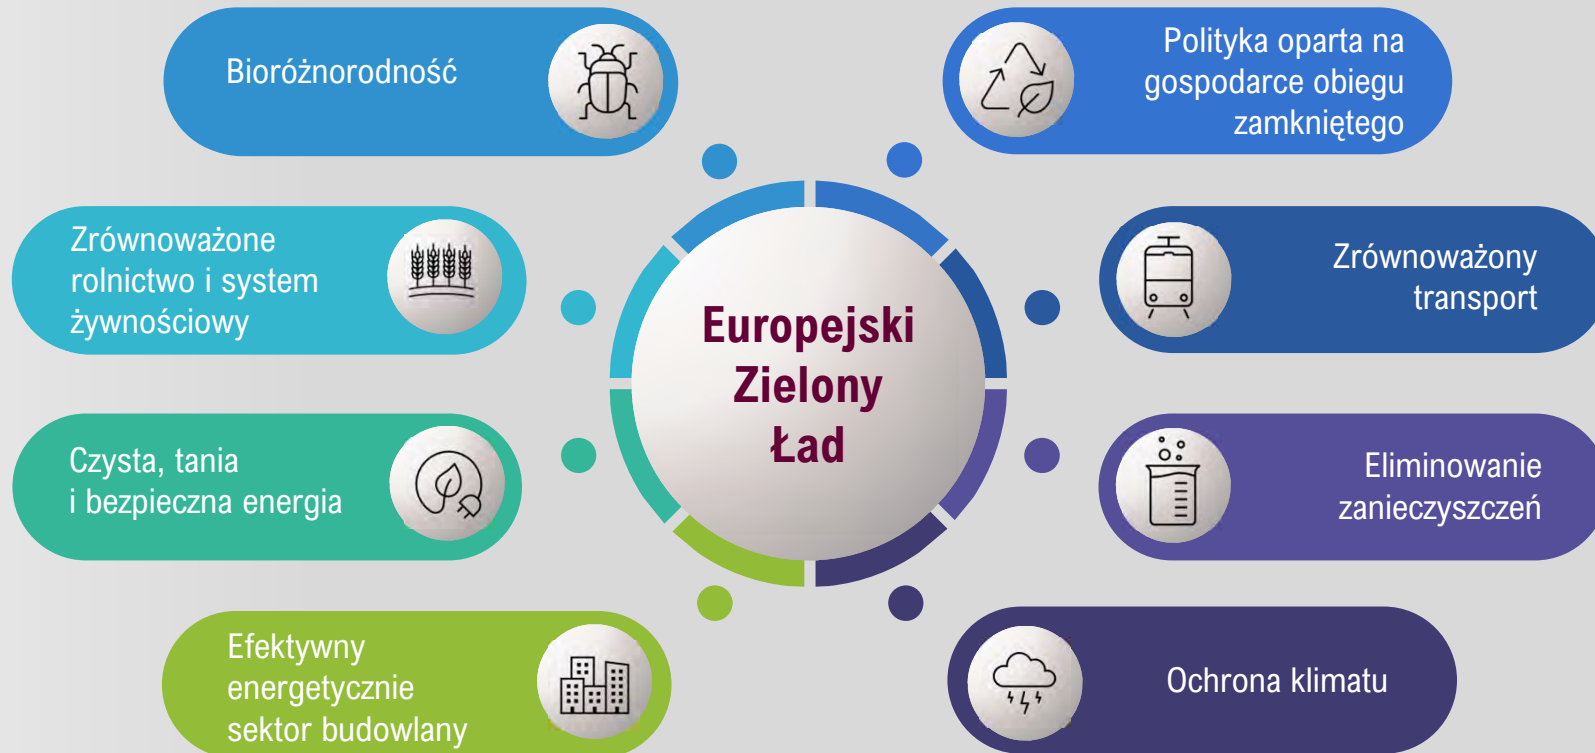 Bioróżnorodność
Polityka oparta na
gospodarce obiegu
zamkniętego
Zrównoważone
rolnictwo i system
żywnościowy
Zrównoważony
transport
Europejski
Zielony
Ład
Czysta, tania
i bezpieczna energia
Eliminowanie
zanieczyszczeń
Efektywny
energetycznie
sektor budowlany
Ochrona klimatu